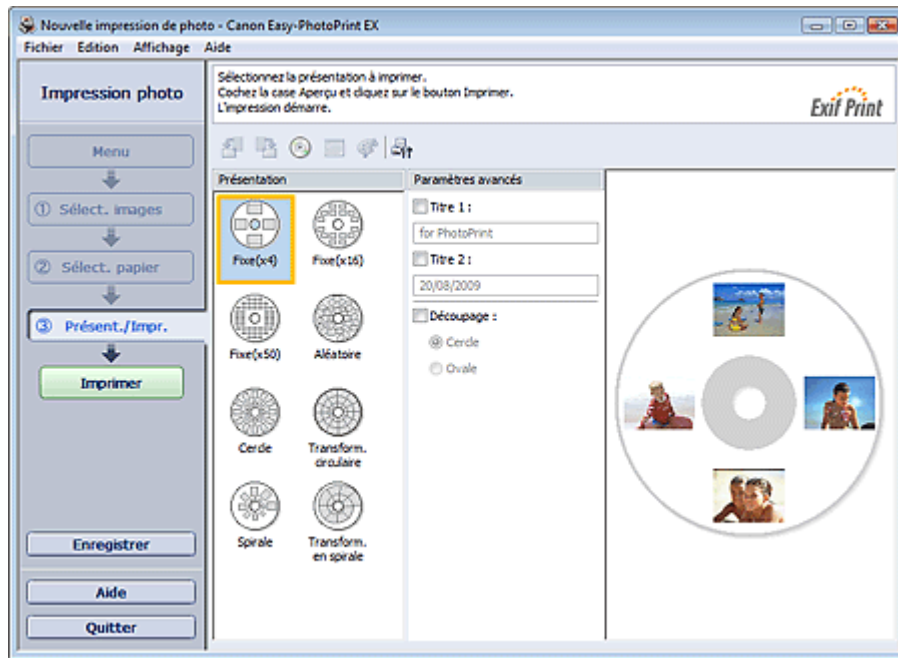 Nouvelle impression de photo - Canon Easy-PhotoPrint EX
Fichier Edition Affichage Aide
Impression photo
Sélectionnez la présentation à imprimer.
Cochez la case Aperçu et cliquez sur le bouton Imprimer.
L'impression démarre.
Exif Print
Menu
① Sélect. images
② Sélect. papier
③ Présent./Impr.
Imprimer
Enregistrer
Aide
Quitter
Présentation
Fixe(x4)
Fixe(x16)
Fixe(x50)
Aléatoire
Cercle
Transform.
circulaire
Spirale
Transform.
en spirale
Paramètres avancés
Titre 1 :
for PhotoPrint
Titre 2 :
20/08/2009
Découpage :
Cercle
Ovale